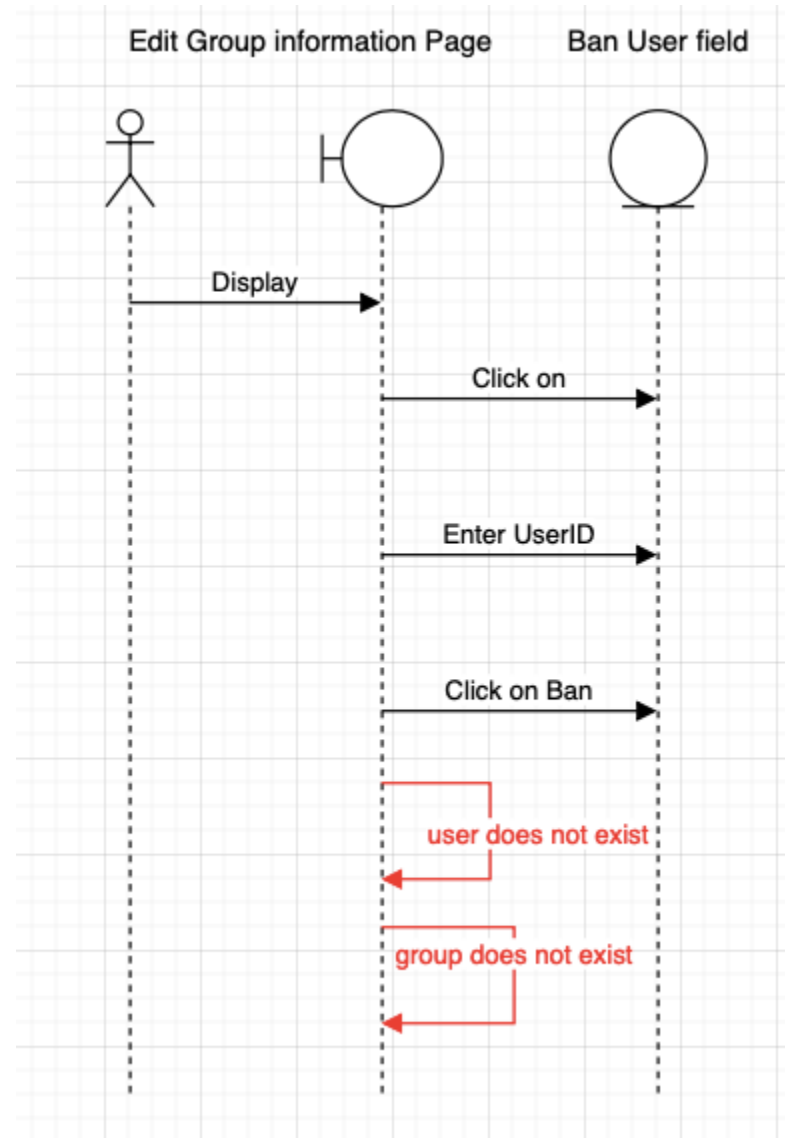 Edit Group information Page
Ban User field
Display
Click on
Enter UserID
Click on Ban
user does not exist
group does not exist